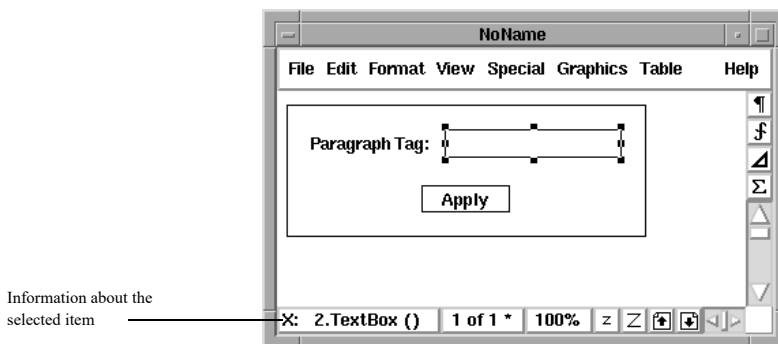 NoName
File Edit Format View Special Graphics Table Help
¶
Paragraph Tag:
Σ
Apply
Information about the
selected item
X: 2.TextBox () 1 of 1 * 100% z Z